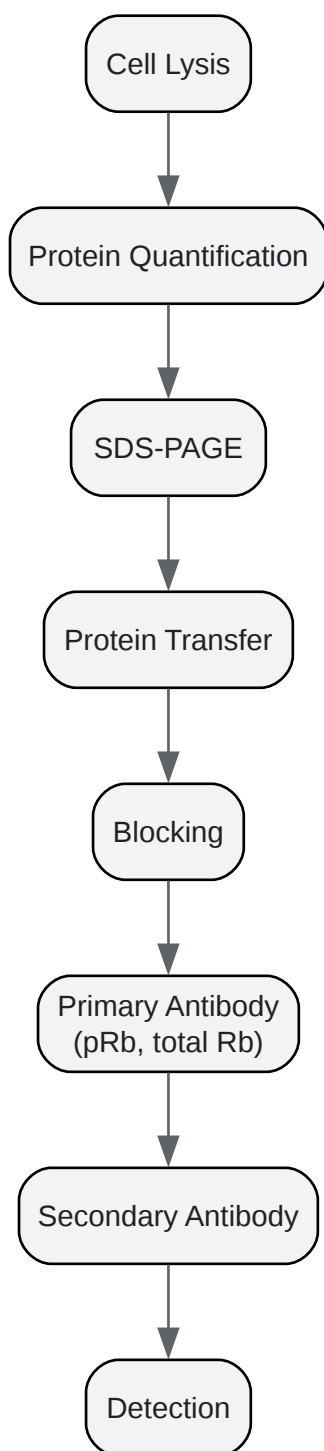 Cell Lysis
Protein Quantification
SDS-PAGE
Protein Transfer
Blocking
Primary Antibody
(pRb, total Rb)
Secondary Antibody
Detection